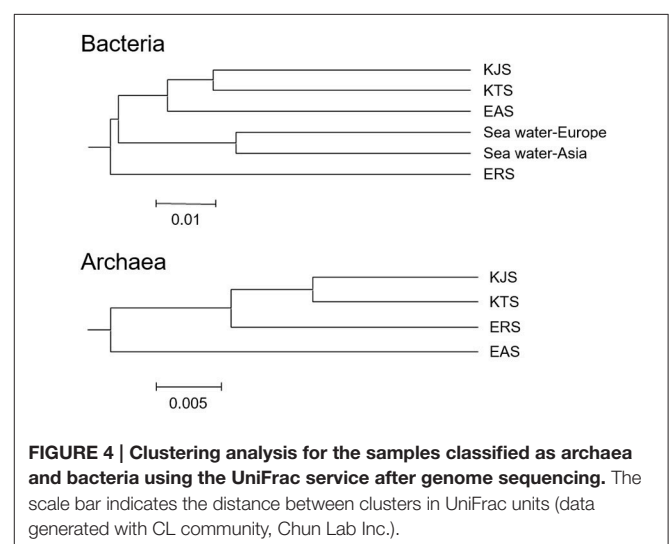 Bacteria
KJS
KTS
EAS
Sea water-Europe
Sea water-Asia
ERS
0.01
Archaea
KJS
KTS
ERS
EAS
0.005
FIGURE 4 | Clustering analysis for the samples classified as archaea
and bacteria using the UniFrac service after genome sequencing. The
scale bar indicates the distance between clusters in UniFrac units (data
generated with CL community, Chun Lab Inc.).